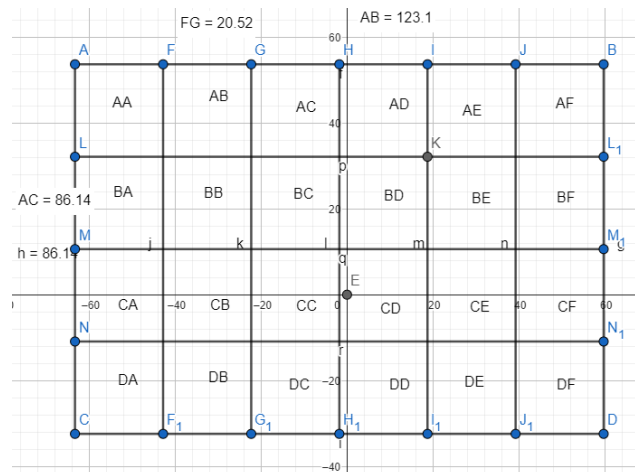 FG = 20.52
AB = 123.1
60
A F G H I J B
f
AA AB AC AD AE AF
40
L K L1
p
BA BB BC BD BE BF
AC = 86.14
20
M M1
j k l m n g
h = 86.14
q
E
−60 −40 −20 0 20 40 60
CA CB CC CD CE CF
N N1
r
DA DB DC DD DE DF
−20
C F1 G1 H1 I1 J1 D
i
−40